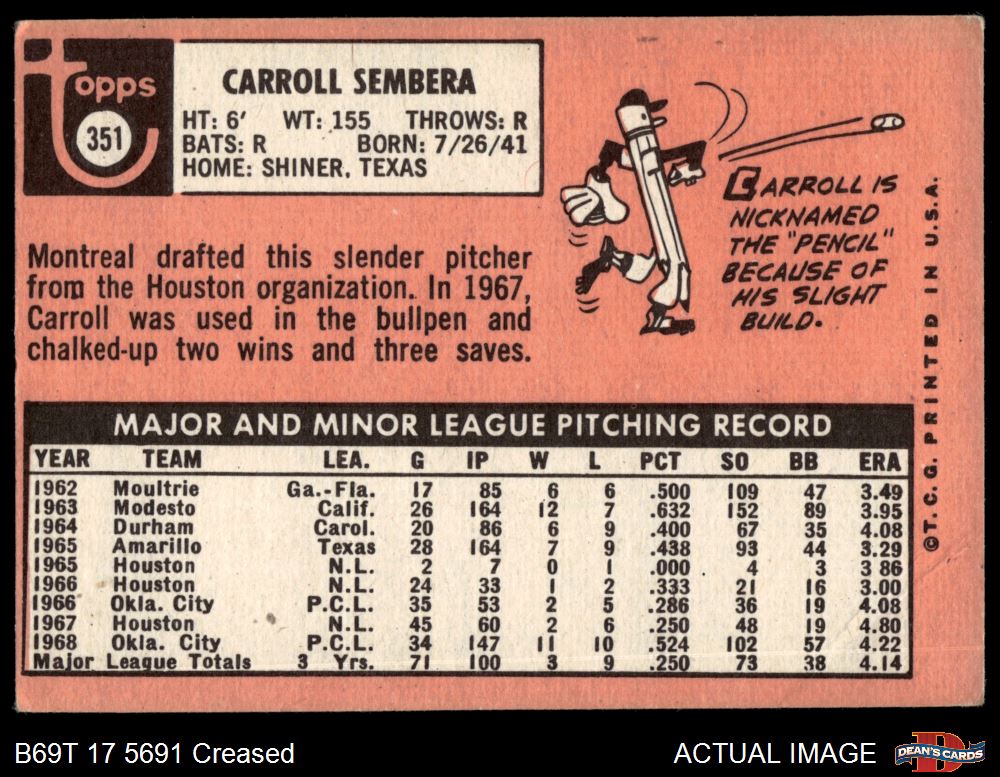 topps
351
CARROLL SEMBERA
HT: 6' WT: 155 THROWS: R
BATS: R BORN: 7/26/41
HOME: SHINER, TEXAS
Montreal drafted this slender pitcher
from the Houston organization. In 1967,
Carroll was used in the bullpen and
chalked-up two wins and three saves.
CARROLL IS
NICKNAMED
THE "PENCIL"
BECAUSE OF
HIS SLIGHT
BUILD.
©T. C. G. PRINTED IN U.S.A.
MAJOR AND MINOR LEAGUE PITCHING RECORD
YEAR TEAM LEA. G IP W L PCT SO BB ERA
1962 Moultrie Ga.-Fla. 17 85 6 6 .500 109 47 3.49
1963 Modesto Calif. 26 164 12 7 .632 152 89 3.95
1964 Durham Carol. 20 86 6 9 .400 67 35 4.08
1965 Amarillo Texas 28 164 7 9 .438 93 44 3.29
1965 Houston N.L. 2 7 0 1 .000 4 3 3 86
1966 Houston N.L. 24 33 1 2 .333 21 16 3.00
1966 Okla. City P.C.L. 35 53 2 5 .286 36 19 4.08
1967 Houston N.L. 45 60 2 6 .250 48 19 4.80
1968 Okla. City P.C.L. 34 147 11 10 .524 102 57 4.22
Major League Totals 3 Yrs. 71 100 3 9 .250 73 38 4.14
B69T 17 5691 Creased
ACTUAL IMAGE
DEAN'S CARDS